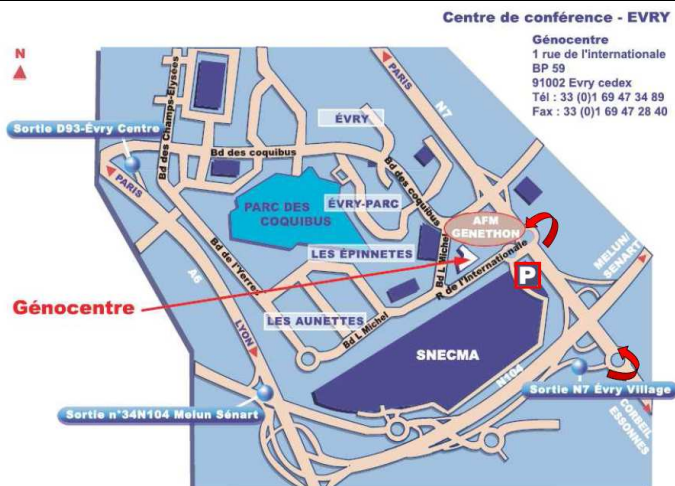 Centre de conférence - EVRY
Génocentre
1 rue de l'internationale
BP 59
91002 Evry cedex
Tél : 33 (0)1 69 47 34 89
Fax : 33 (0)1 69 47 28 40
N
PARIS
N7
Sortie D93-Évry Centre
Bd des Champs-Elysées
ÉVRY
Bd des coquibus
Bd des coquibus
PARIS
PARC DES
COQUIBUS
ÉVRY-PARC
AFM
GENETHON
MELUN/
SENART
LES ÉPINNETES
Bd L Michel
R de l'Internationale
P
A6
Bd de l'Yerres
Génocentre
LES AUNETTES
Bd L Michel
LYON
SNECMA
N104
Sortie N7 Évry Village
Sortie n°34N104 Melun Sénart
CORBEIL
ESSONNES